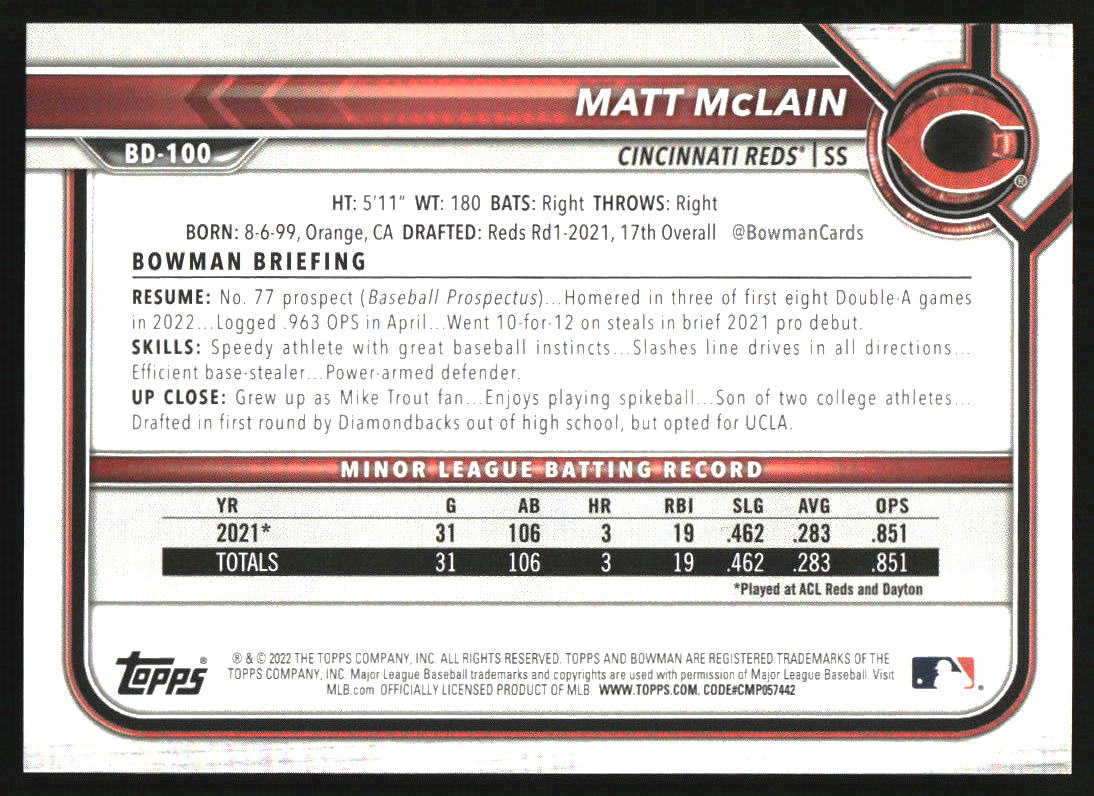 MATT McLAIN
BD-100
CINCINNATI REDS® | SS
C
®
HT: 5'11" WT: 180 BATS: Right THROWS: Right
BORN: 8-6-99, Orange, CA DRAFTED: Reds Rd1-2021, 17th Overall @BowmanCards
BOWMAN BRIEFING
RESUME: No. 77 prospect (Baseball Prospectus)...Homered in three of first eight Double-A games
in 2022...Logged .963 OPS in April...Went 10-for-12 on steals in brief 2021 pro debut.
SKILLS: Speedy athlete with great baseball instincts...Slashes line drives in all directions...
Efficient base-stealer...Power-armed defender.
UP CLOSE: Grew up as Mike Trout fan...Enjoys playing spikeball...Son of two college athletes...
Drafted in first round by Diamondbacks out of high school, but opted for UCLA.
MINOR LEAGUE BATTING RECORD
YR G AB HR RBI SLG AVG OPS
2021* 31 106 3 19 .462 .283 .851
TOTALS 31 106 3 19 .462 .283 .851
*Played at ACL Reds and Dayton
TOPPS®
® & © 2022 THE TOPPS COMPANY, INC. ALL RIGHTS RESERVED. TOPPS AND BOWMAN ARE REGISTERED TRADEMARKS OF THE
TOPPS COMPANY, INC. Major League Baseball trademarks and copyrights are used with permission of Major League Baseball. Visit
MLB.com. OFFICIALLY LICENSED PRODUCT OF MLB. WWW.TOPPS.COM. CODE#CMP057442